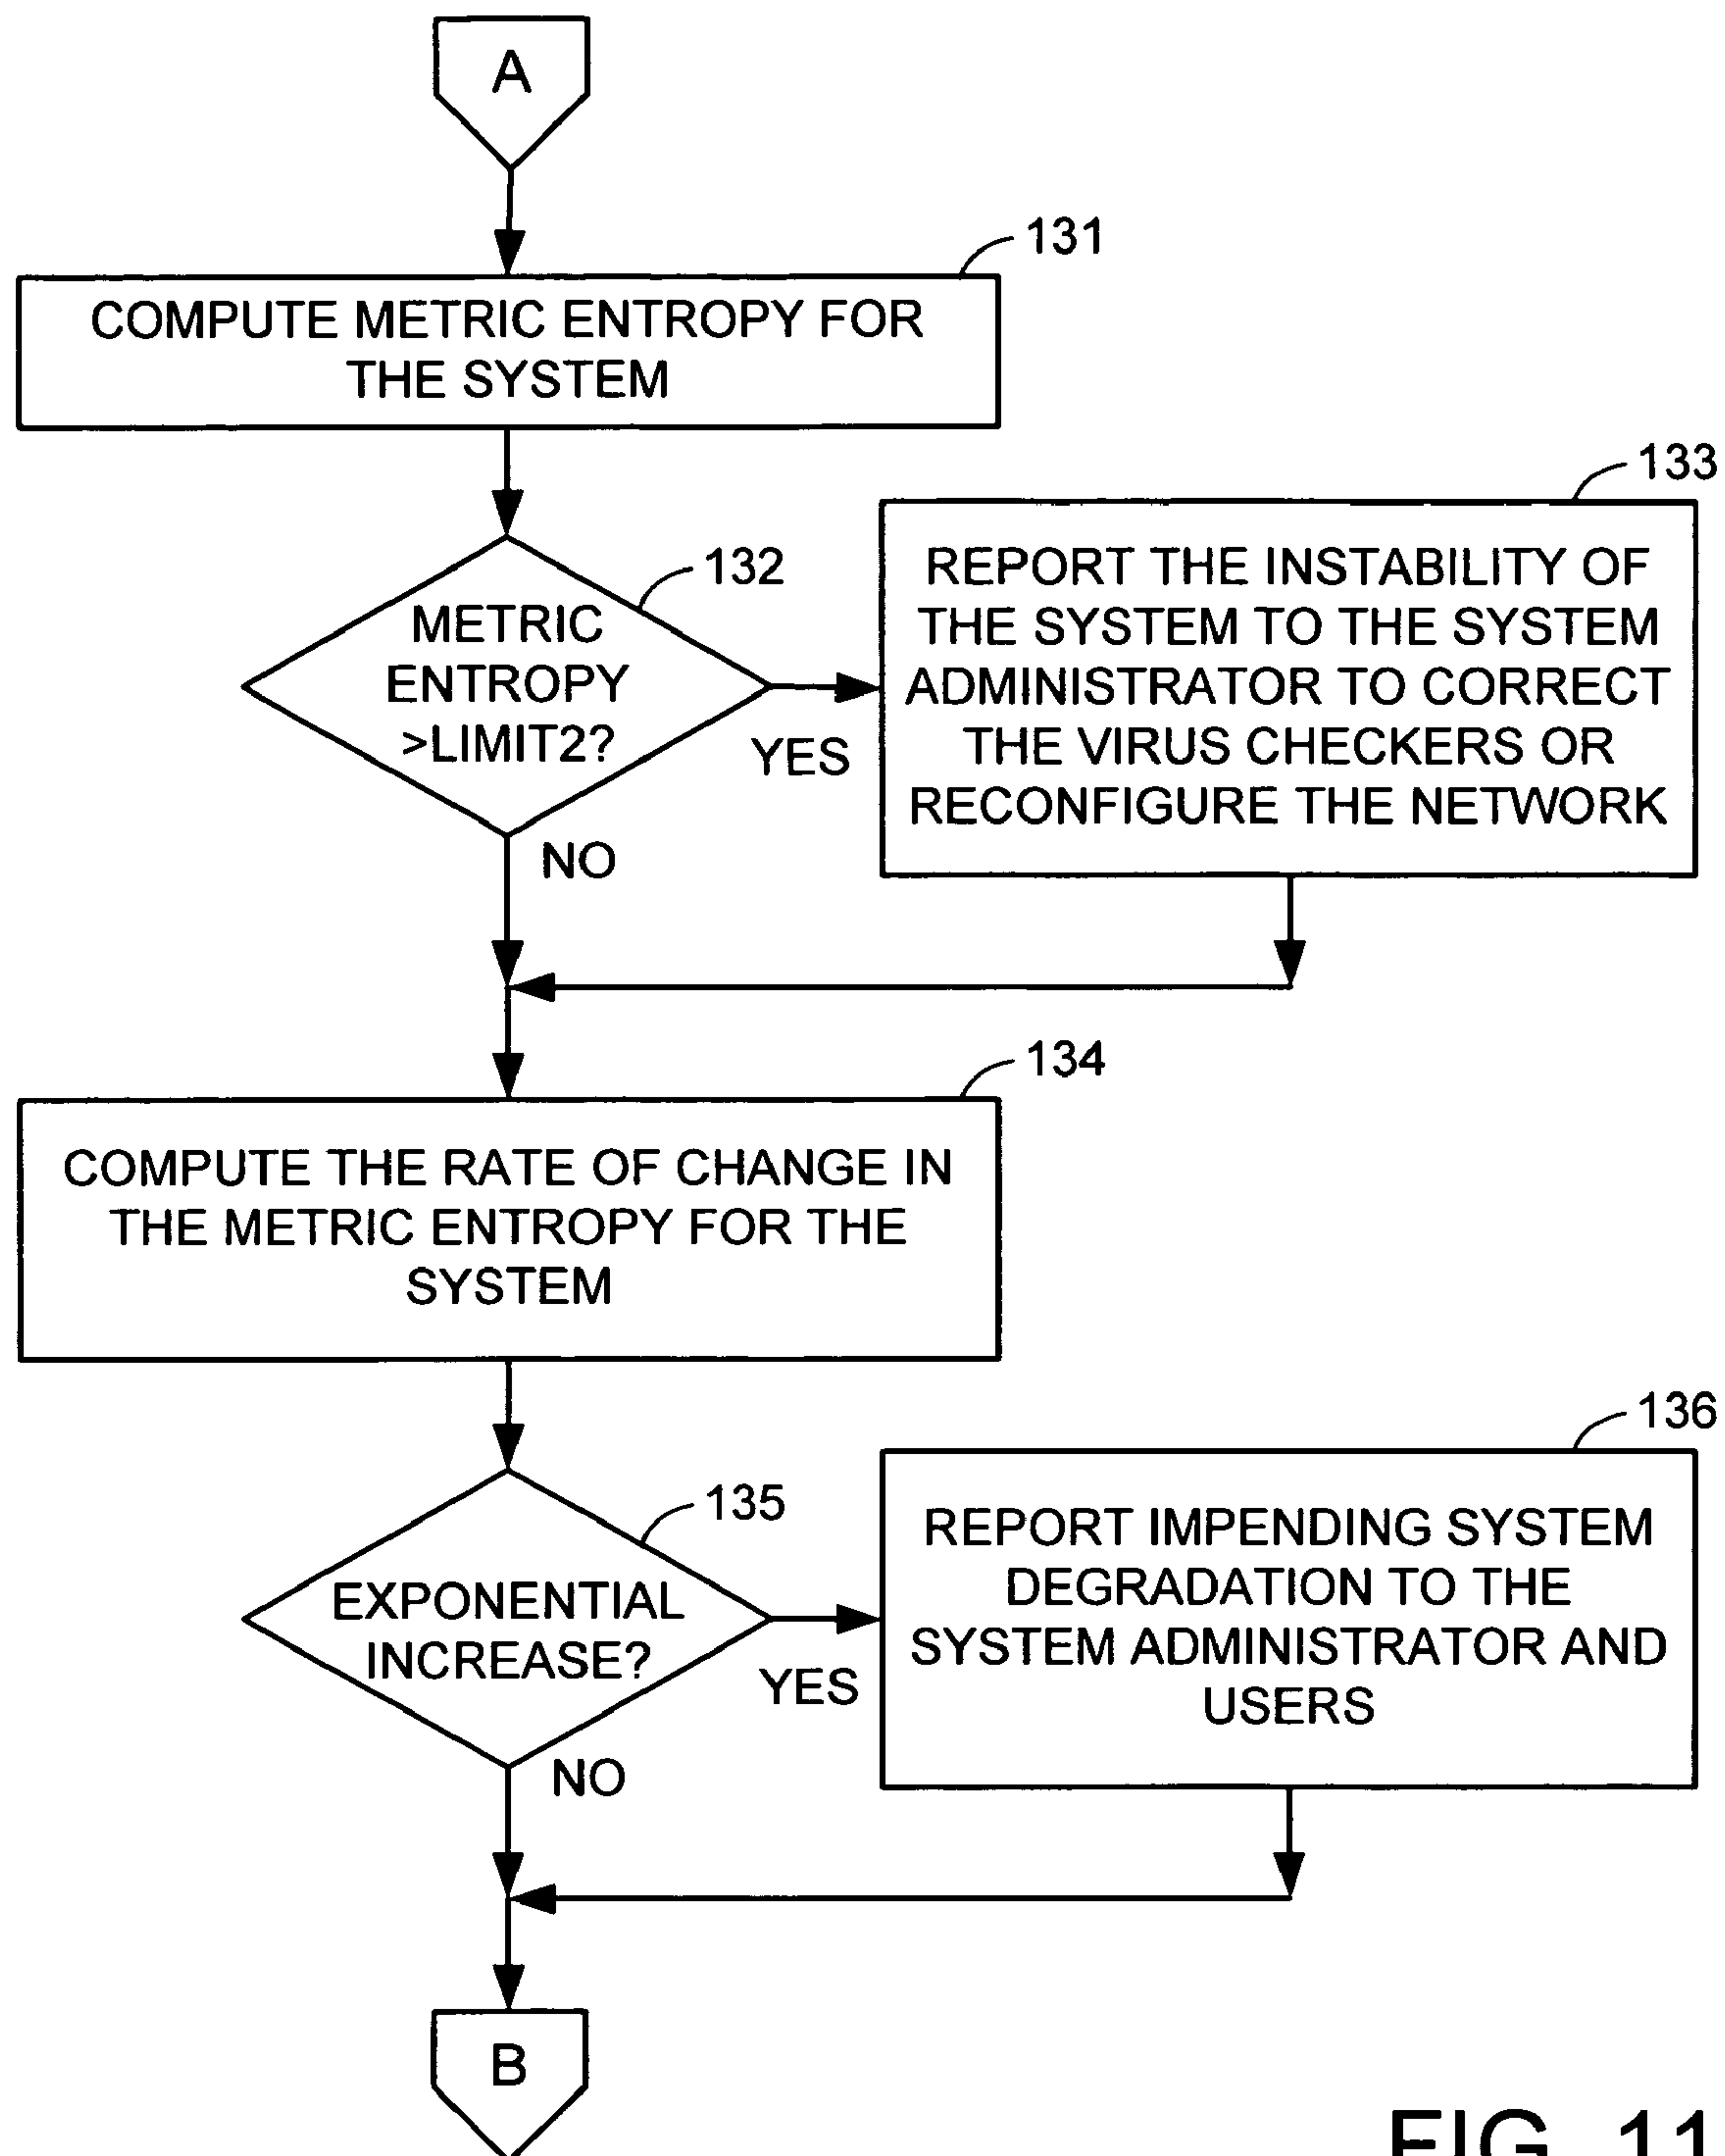 A
131
COMPUTE METRIC ENTROPY FOR
THE SYSTEM
132
METRIC
ENTROPY
>LIMIT2?
YES
NO
133
REPORT THE INSTABILITY OF
THE SYSTEM TO THE SYSTEM
ADMINISTRATOR TO CORRECT
THE VIRUS CHECKERS OR
RECONFIGURE THE NETWORK
134
COMPUTE THE RATE OF CHANGE IN
THE METRIC ENTROPY FOR THE
SYSTEM
135
EXPONENTIAL
INCREASE?
YES
NO
136
REPORT IMPENDING SYSTEM
DEGRADATION TO THE
SYSTEM ADMINISTRATOR AND
USERS
B
FIG. 11